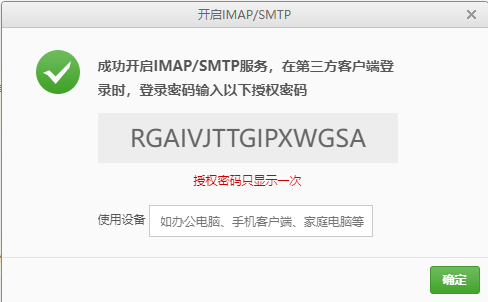 开启IMAP/SMTP
成功开启IMAP/SMTP服务，在第三方客户端登
录时，登录密码输入以下授权密码
RGAIVJTTGIPXWGSA
授权密码只显示一次
使用设备 如办公电脑、手机客户端、家庭电脑等
确定